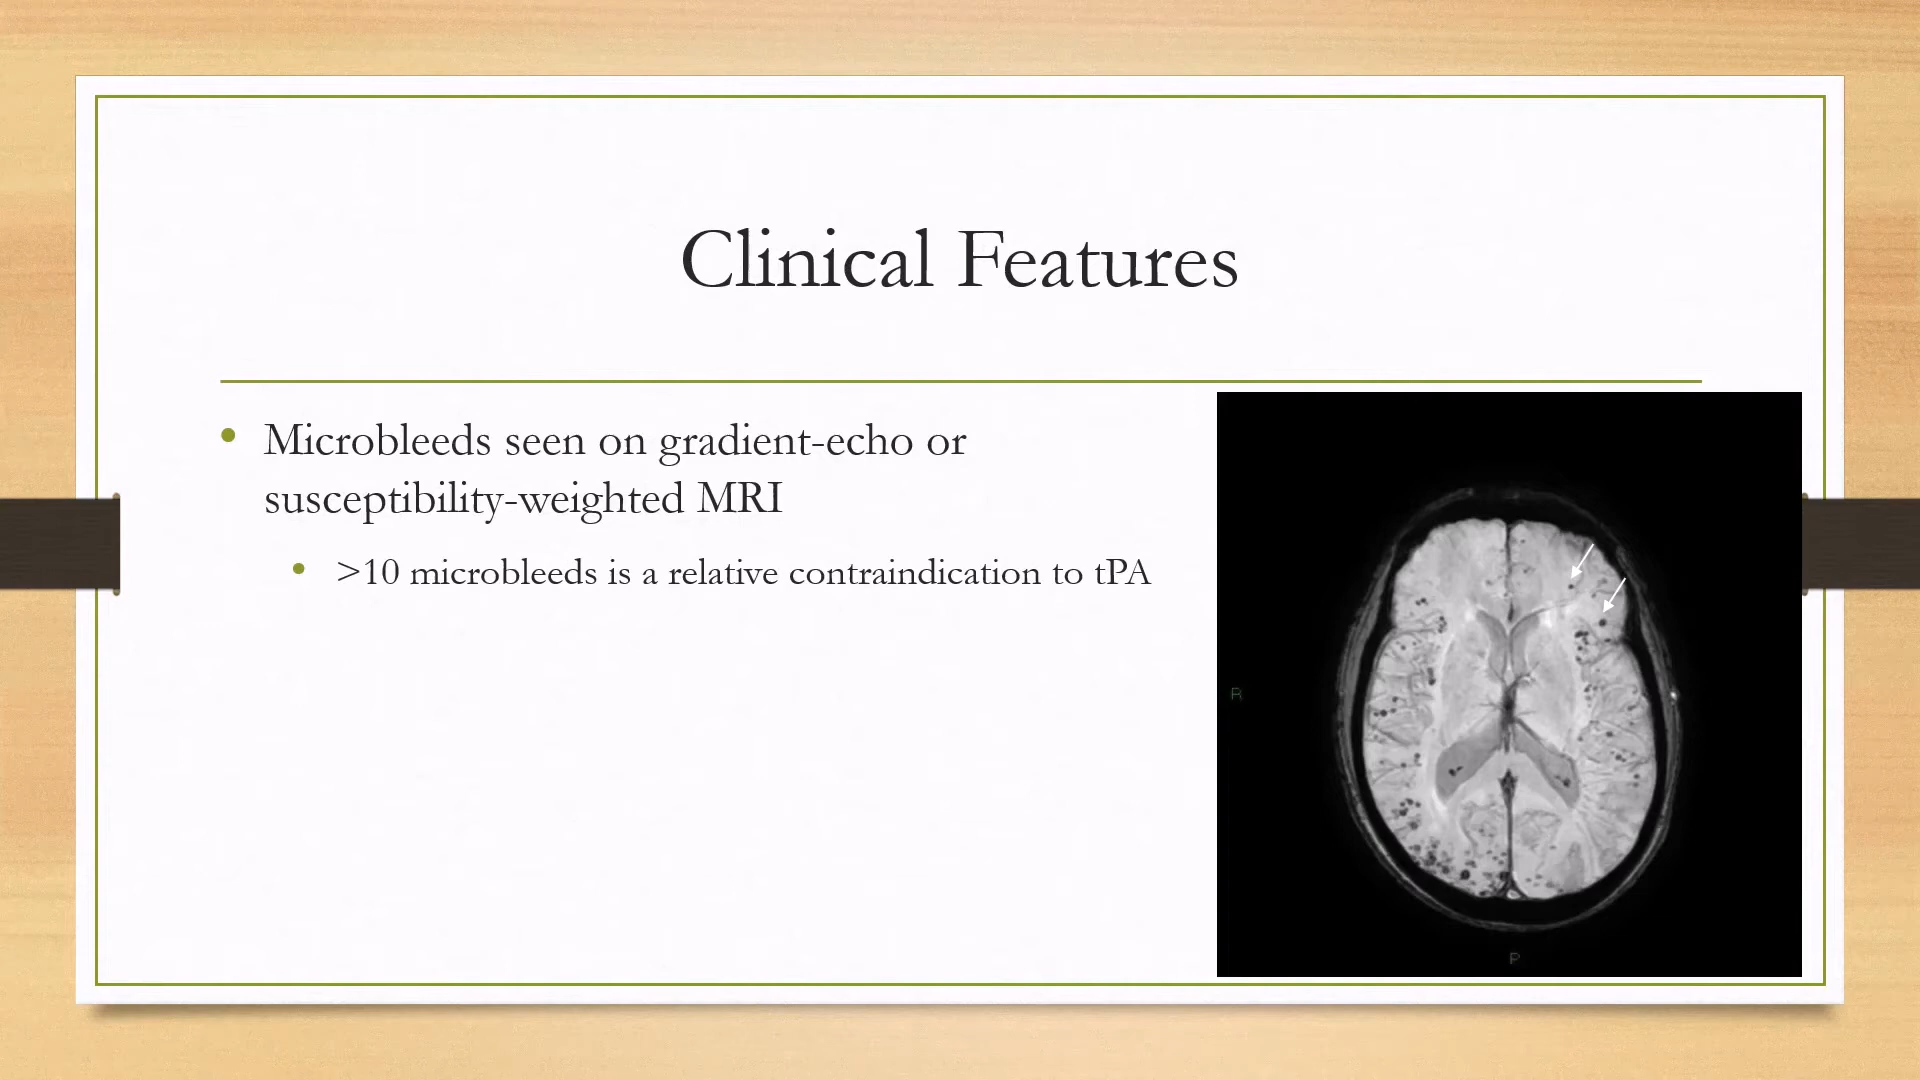 Clinical Features
• Microbleeds seen on gradient-echo or
susceptibility-weighted MRI
• >10 microbleeds is a relative contraindication to tPA
R
P